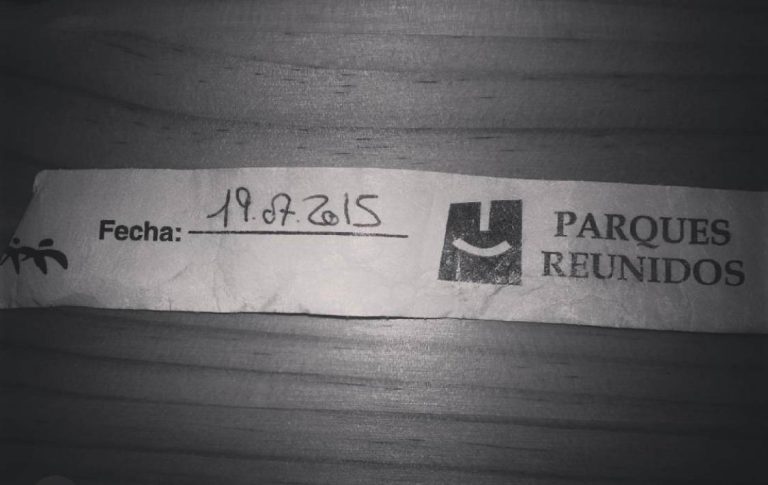 Fecha: 19.07.2015
PARQUES
REUNIDOS